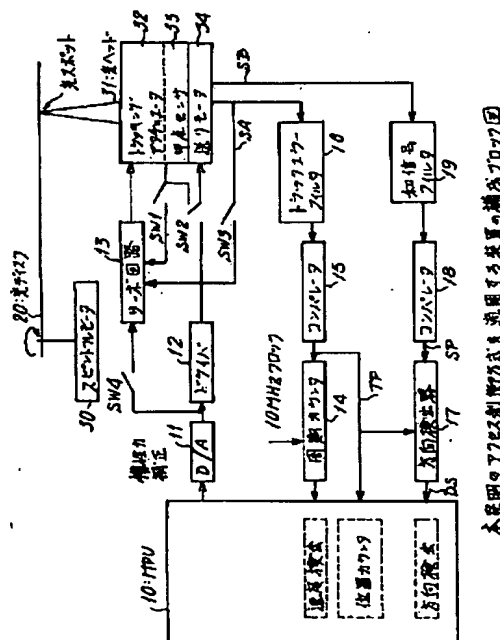 光スポット
20:光ディスク
31:光ヘッド
50
スピンドルモータ
32
トラッキング
アクチュエータ
33
位置センサ
34
送りモータ
13
サーボ回路
SW1
SW2
SW3
SW4
SA
SB
12
ドライバ
慣性力
補正
11
D/A
10MHzクロック
14
周期カウンタ
15
コンパレータ
16
トラックエラー
フィルタ
TP
17
方向検出器
SP
18
コンパレータ
19
和信号
フィルタ
DS
10:MPU
速度検出
位置カウンタ
方向検出
本発明のアクセス制御方式を適用する装置の構成ブロック図